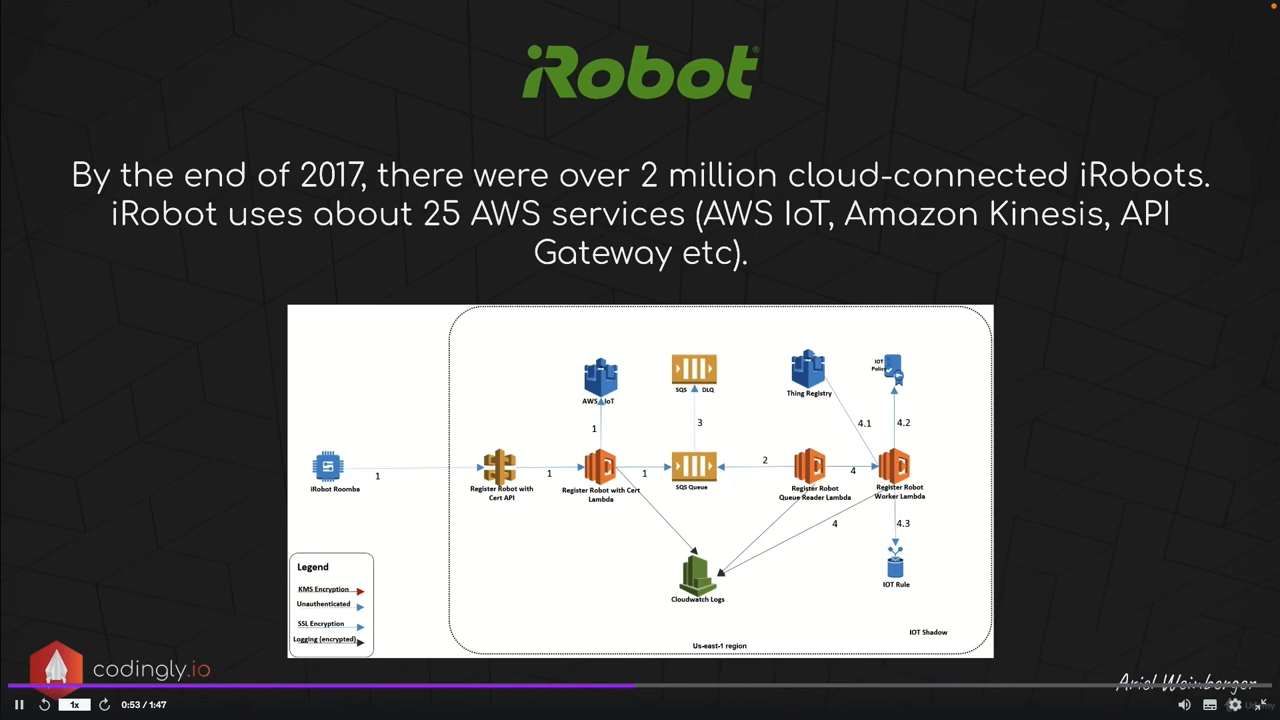 iRobot®
By the end of 2017, there were over 2 million cloud-connected iRobots.
iRobot uses about 25 AWS services (AWS IoT, Amazon Kinesis, API
Gateway etc).
AWS IoT
SQS DLQ
Thing Registry
IOT
Policy
1
3
4.1
4.2
1
1
1
2
4
iRobot Roomba
Register Robot with
Cert API
Register Robot with Cert
Lambda
SQS Queue
Register Robot
Queue Reader Lambda
Register Robot
Worker Lambda
4
4.3
Cloudwatch Logs
IOT Rule
Legend
KMS Encryption
Unauthenticated
SSL Encryption
Logging (encrypted)
IOT Shadow
Us-east-1 region
codingly.io
Ariel Weinberger
1x
0:53 / 1:47
Udemy